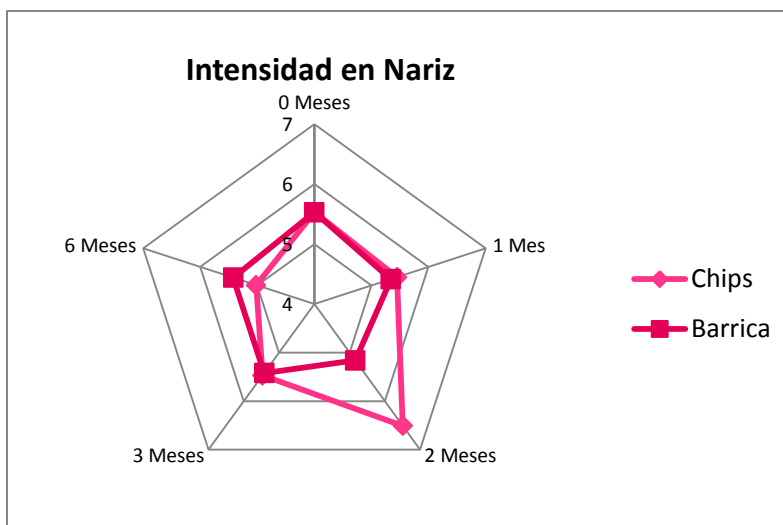 Intensidad en Nariz
0 Meses
7
6
5
4
1 Mes
2 Meses
3 Meses
6 Meses
Chips
Barrica